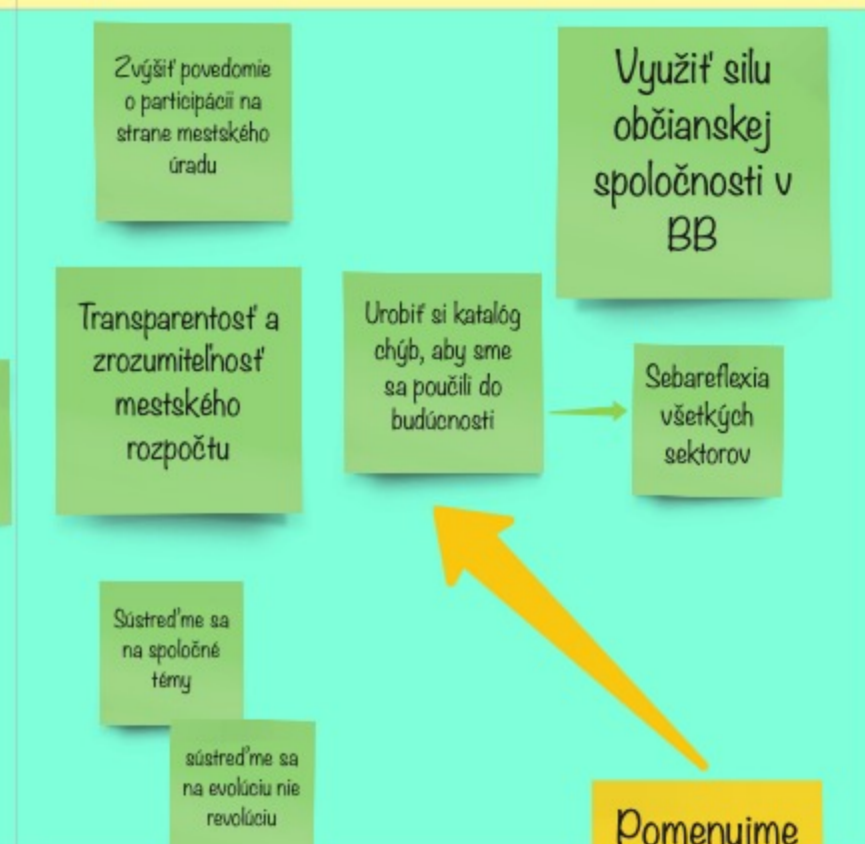 Zvýšiť povedomie
o participácii na
strane mestského
úradu
Využiť silu
občianskej
spoločnosti v
BB
Transparentosť a
zrozumiteľnosť
mestského
rozpočtu
Urobiť si katalóg
chýb, aby sme
sa poučili do
budúcnosti
Sebareflexia
všetkých
sektorov
Sústreďme sa
na spoločné
témy
sústreďme sa
na evolúciu nie
revolúciu
Pomenujme